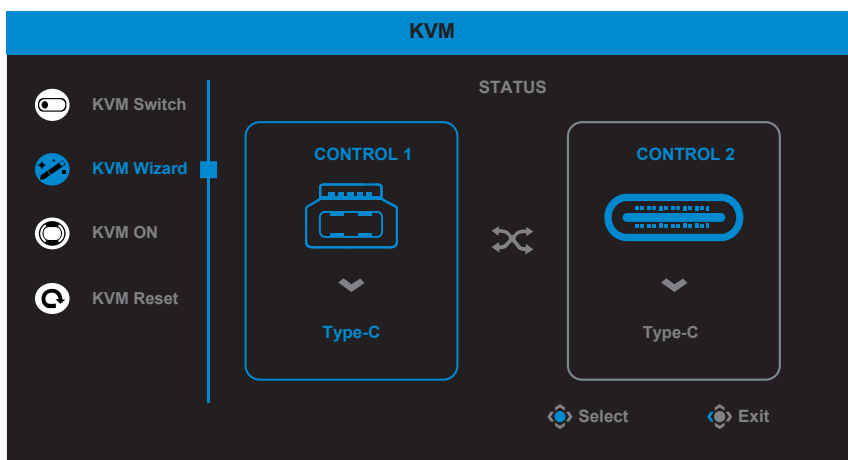 KVM
STATUS
KVM Switch
KVM Wizard
KVM ON
KVM Reset
CONTROL 1
Type-C
CONTROL 2
Type-C
Select
Exit